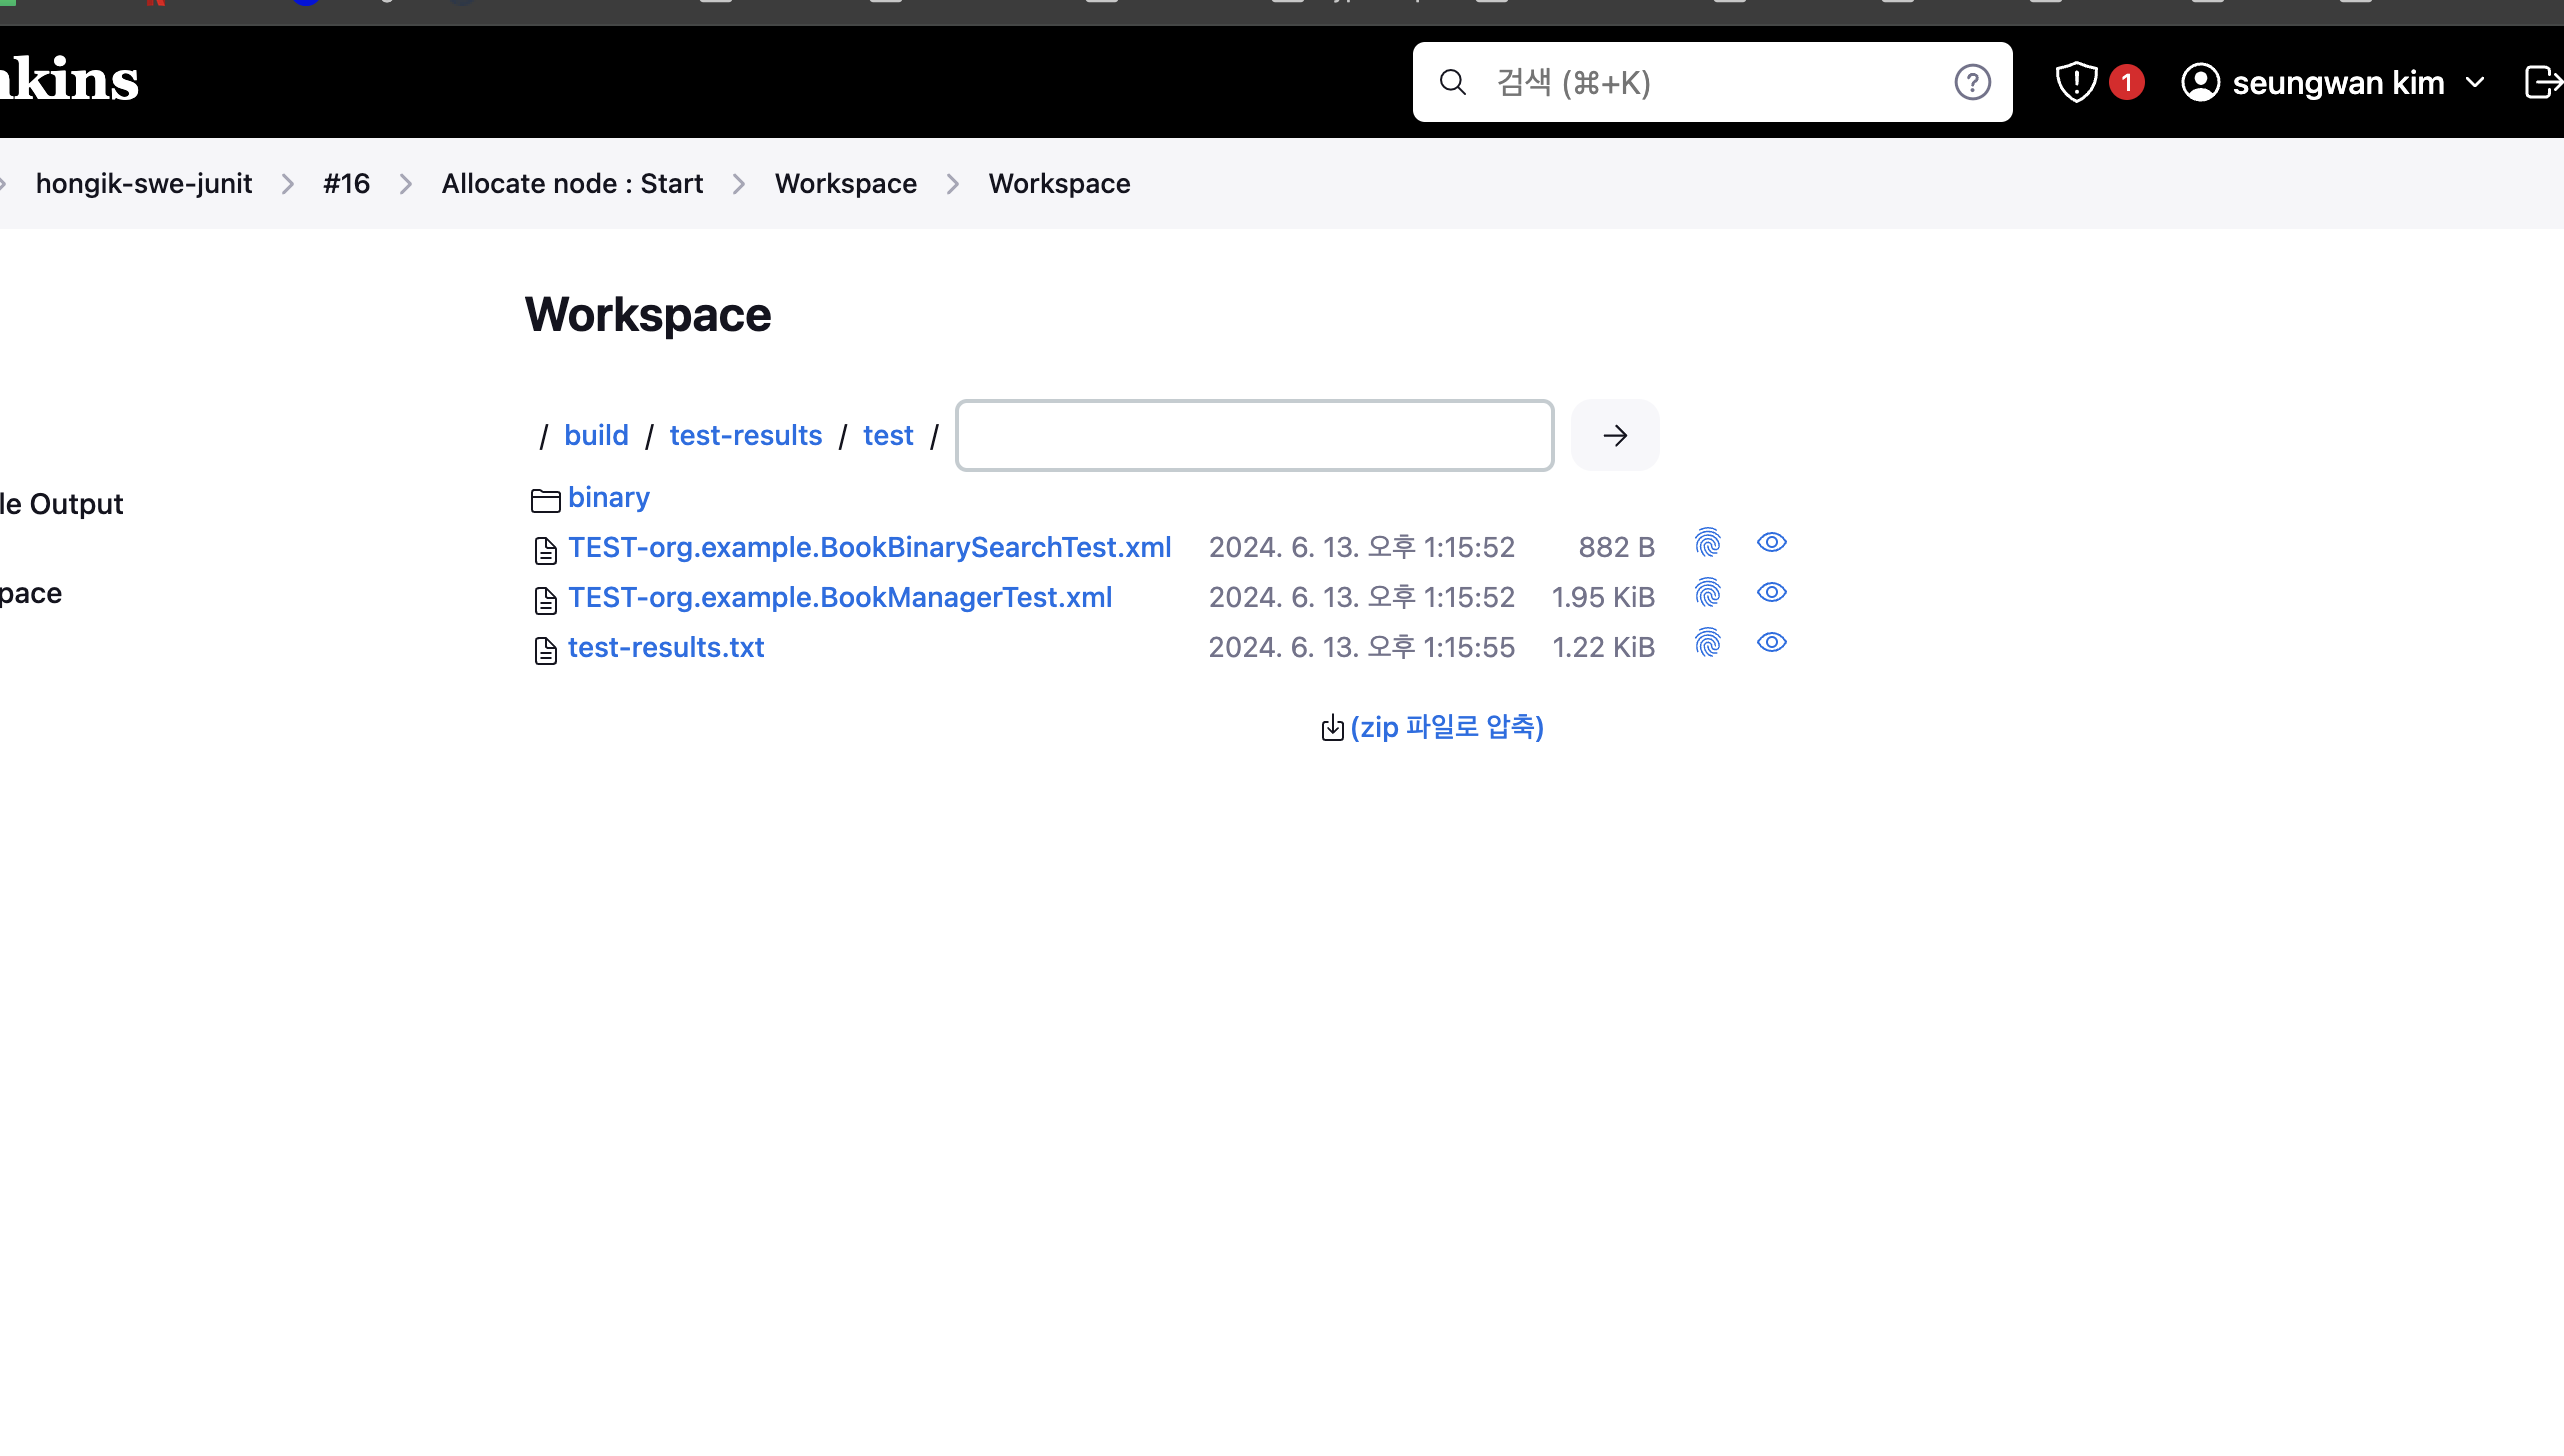 nkins
검색 (⌘+K)
1
seungwan kim
hongik-swe-junit > #16 > Allocate node : Start > Workspace > Workspace
Workspace
/ build / test-results / test /
binary
le Output
TEST-org.example.BookBinarySearchTest.xml 2024. 6. 13. 오후 1:15:52 882 B
pace
TEST-org.example.BookManagerTest.xml 2024. 6. 13. 오후 1:15:52 1.95 KiB
test-results.txt 2024. 6. 13. 오후 1:15:55 1.22 KiB
(zip 파일로 압축)